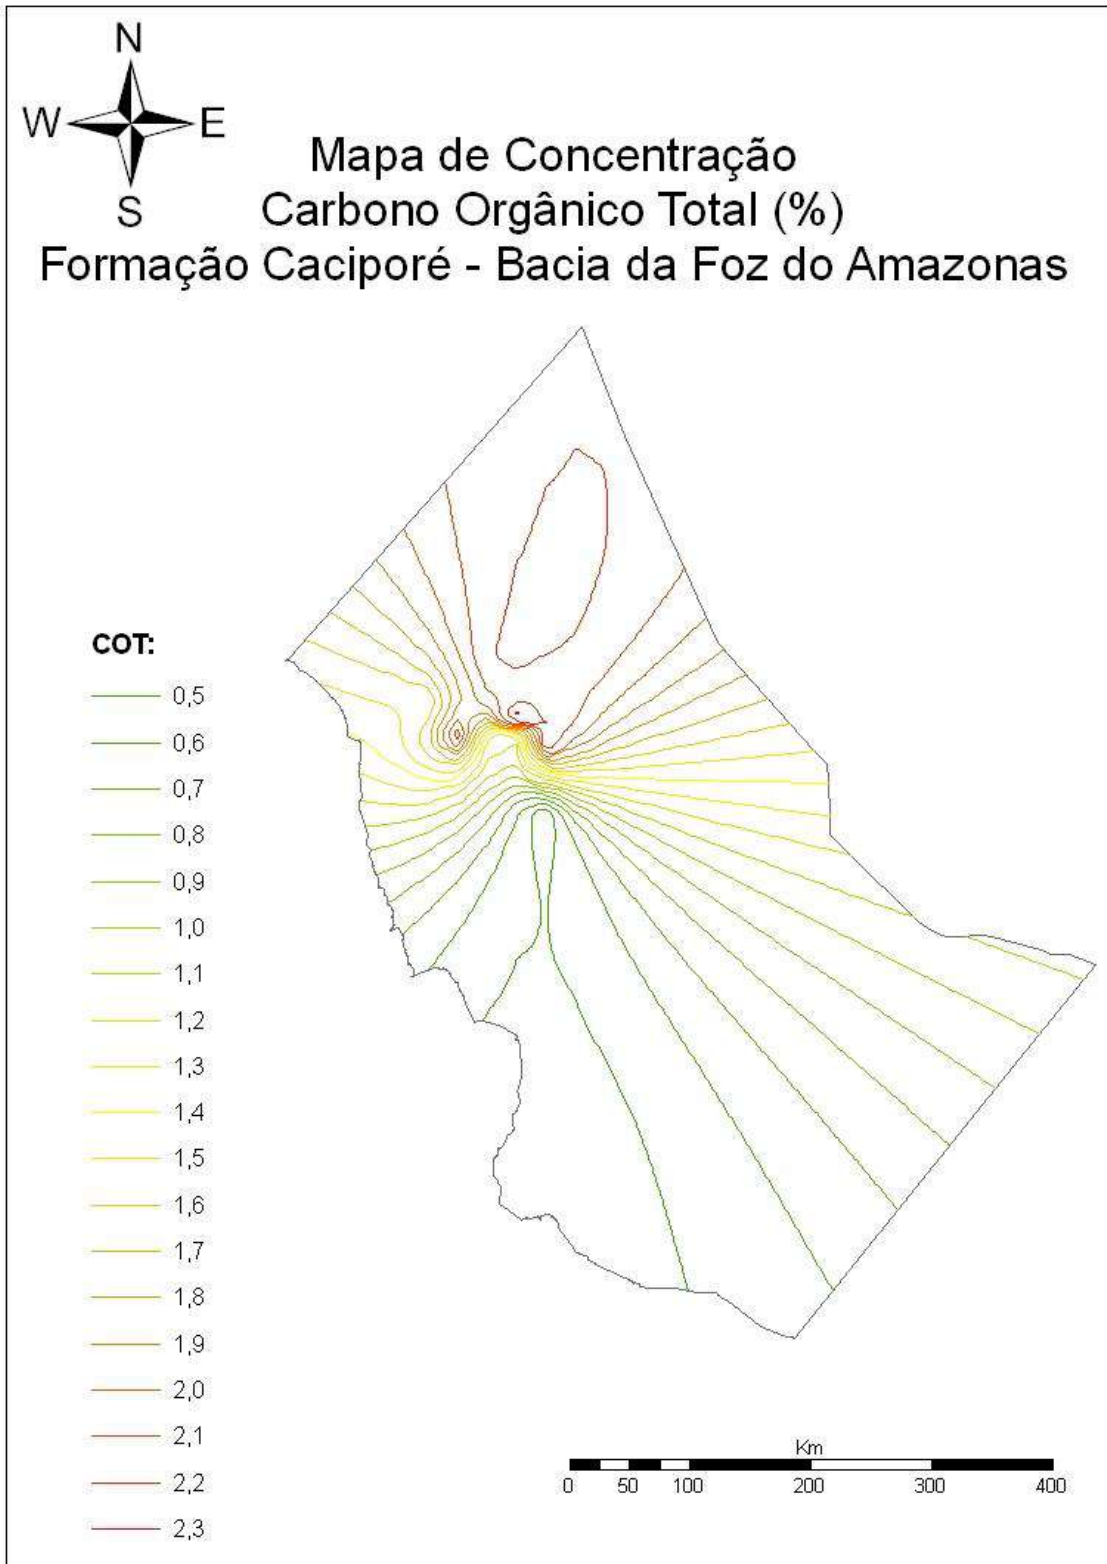 N
W E
S
Mapa de Concentração
Carbono Orgânico Total (%)
Formação Caciporé - Bacia da Foz do Amazonas
COT:
0,5
0,6
0,7
0,8
0,9
1,0
1,1
1,2
1,3
1,4
1,5
1,6
1,7
1,8
1,9
2,0
2,1
2,2
2,3
Km
0 50 100 200 300 400